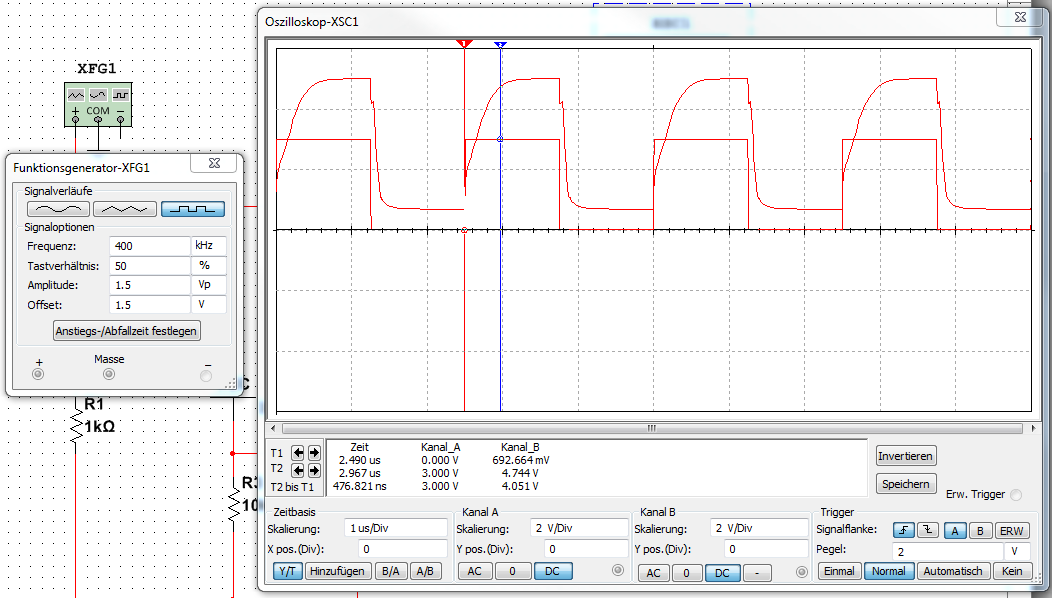 Oszilloskop-XSC1
XFG1
+ COM −
Funktionsgenerator-XFG1
Signalverläufe
Signaloptionen
Frequenz: 400 kHz
Tastverhältnis: 50 %
Amplitude: 1.5 Vp
Offset: 1.5 V
Anstiegs-/Abfallzeit festlegen
+ Masse −
C
R1
1kΩ
1 2
Zeit Kanal_A Kanal_B
T1 2.490 us 0.000 V 692.664 mV
T2 2.967 us 3.000 V 4.744 V
T2 bis T1 476.821 ns 3.000 V 4.051 V
Invertieren
Speichern
Erw. Trigger
Zeitbasis
Skalierung: 1 us/Div
X pos.(Div): 0
Y/T Hinzufügen B/A A/B
Kanal A
Skalierung: 2 V/Div
Y pos.(Div): 0
AC 0 DC
Kanal B
Skalierung: 2 V/Div
Y pos.(Div): 0
AC 0 DC -
Trigger
Signalflanke: A B ERW
Pegel: 2 V
Einmal Normal Automatisch Kein